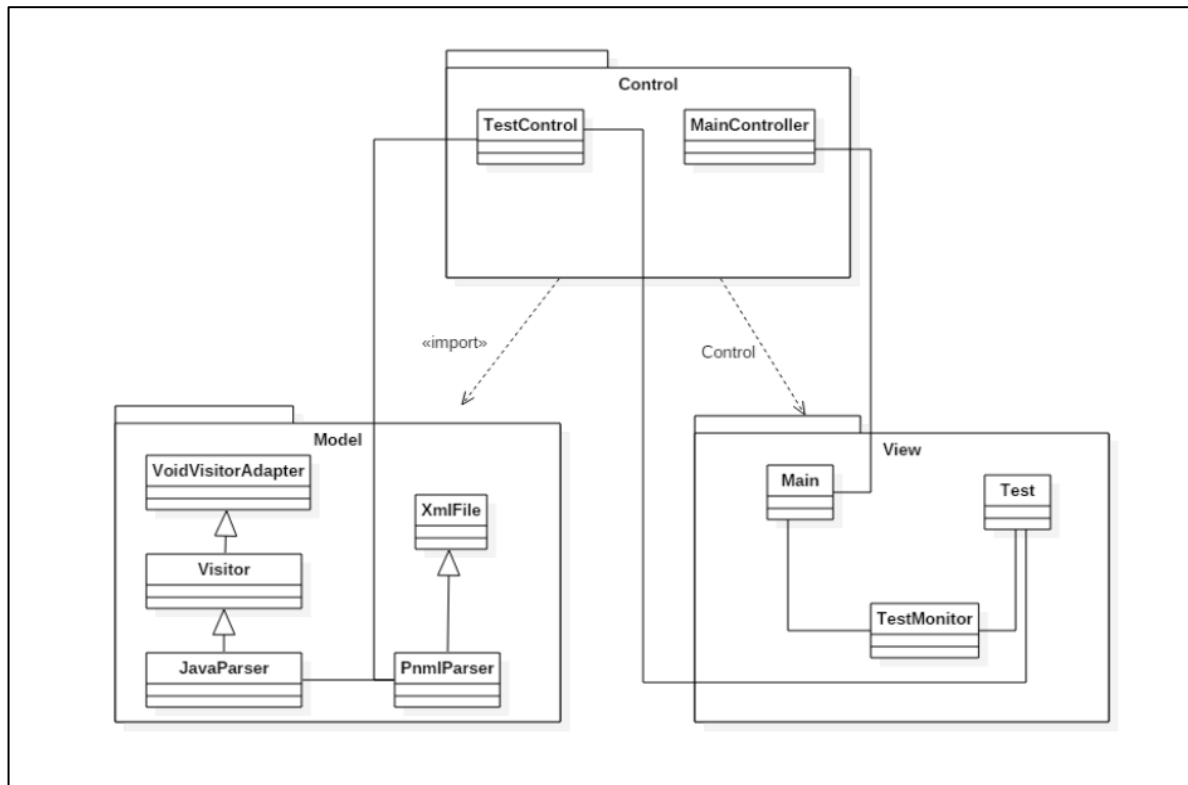 Control
TestControl
MainController
«import»
Control
Model
VoidVisitorAdapter
XmlFile
Visitor
JavaParser
PnmlParser
View
Main
Test
TestMonitor